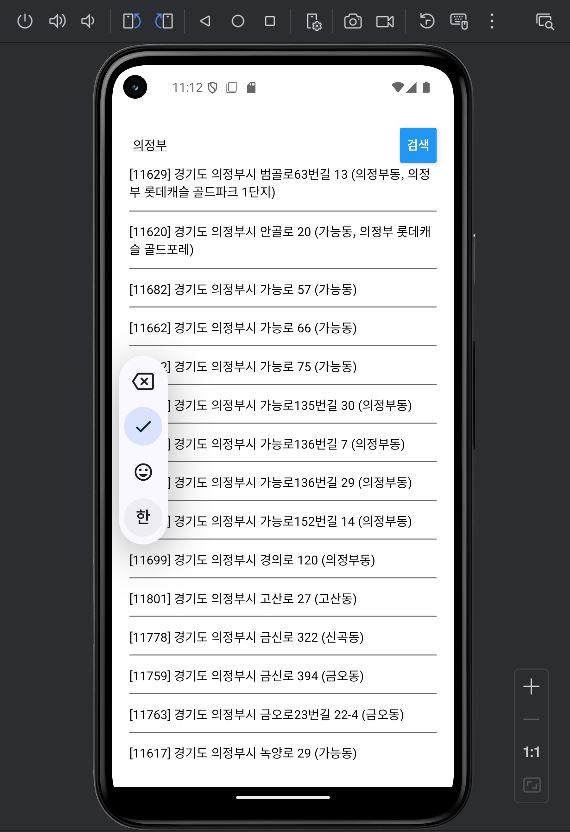 11:12
의정부
검색
[11629] 경기도 의정부시 범골로63번길 13 (의정부동, 의정
부 롯데캐슬 골드파크 1단지)
[11620] 경기도 의정부시 안골로 20 (가능동, 의정부 롯데캐
슬 골드포레)
[11682] 경기도 의정부시 가능로 57 (가능동)
[11662] 경기도 의정부시 가능로 66 (가능동)
2] 경기도 의정부시 가능로 75 (가능동)
] 경기도 의정부시 가능로135번길 30 (의정부동)
] 경기도 의정부시 가능로136번길 7 (의정부동)
] 경기도 의정부시 가능로136번길 29 (의정부동)
] 경기도 의정부시 가능로152번길 14 (의정부동)
한
[11699] 경기도 의정부시 경의로 120 (의정부동)
[11801] 경기도 의정부시 고산로 27 (고산동)
[11778] 경기도 의정부시 금신로 322 (신곡동)
[11759] 경기도 의정부시 금신로 394 (금오동)
[11763] 경기도 의정부시 금오로23번길 22-4 (금오동)
[11617] 경기도 의정부시 녹양로 29 (가능동)
1:1